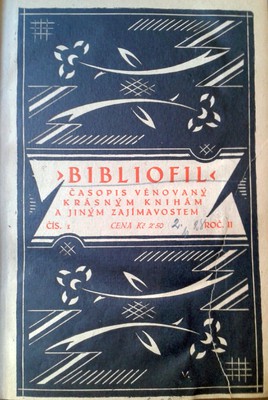 ›BIBLIOFIL‹
ČASOPIS VĚNOVANÝ
KRÁSNÝM KNIHÁM
A JINÝM ZAJÍMAVOSTEM
ČÍS. 1 CENA Kč 2·50 ROČ. II